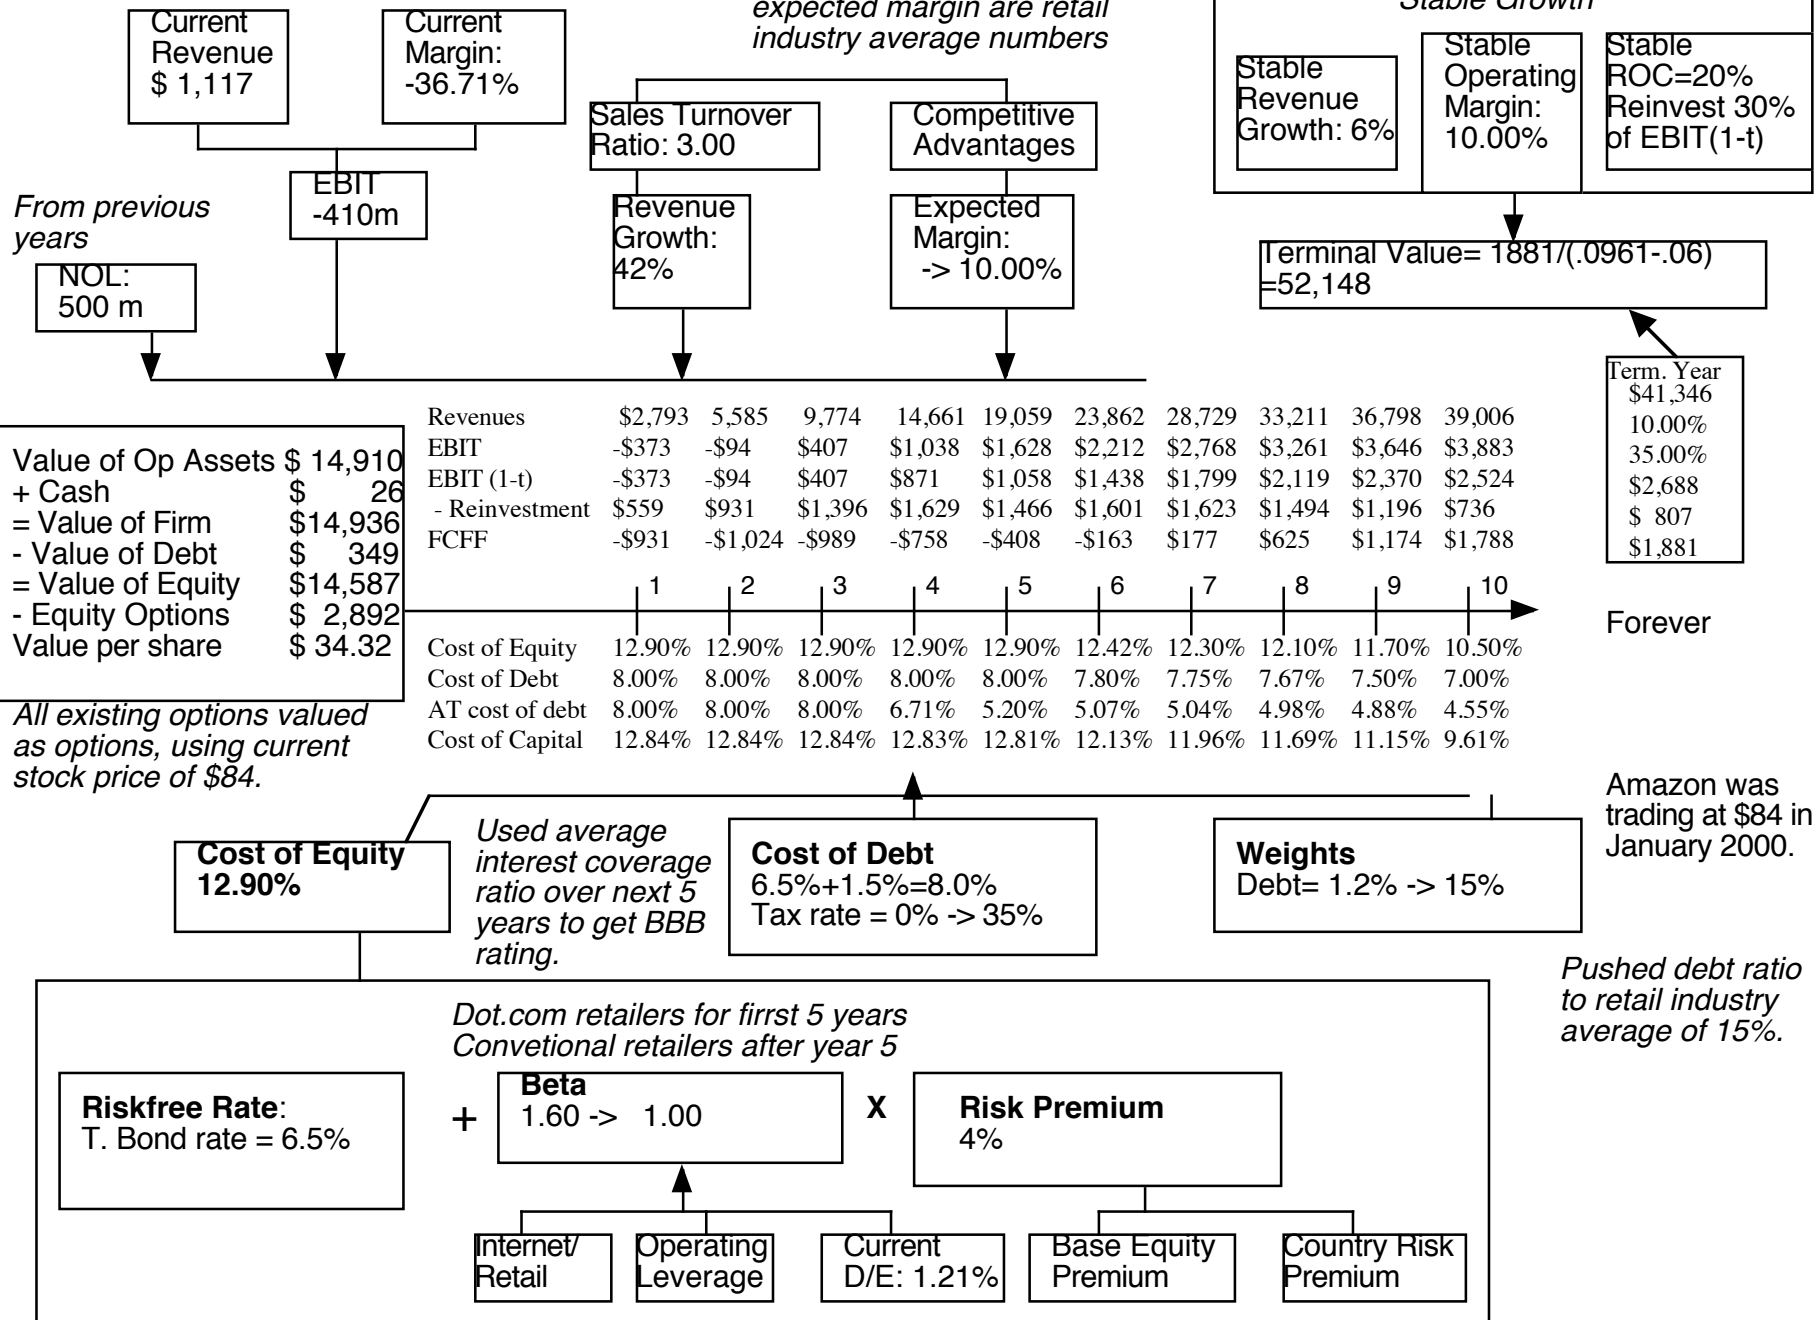 Current
Revenue
$ 1,117
Current
Margin:
-36.71%
expected margin are retail
industry average numbers
Stable Growth
Stable
Revenue
Growth: 6%
Stable
Operating
Margin:
10.00%
Stable
ROC=20%
Reinvest 30%
of EBIT(1-t)
Sales Turnover
Ratio: 3.00
Competitive
Advantages
EBIT
-410m
From previous
years
NOL:
500 m
Revenue
Growth:
42%
Expected
Margin:
-> 10.00%
Terminal Value= 1881/(.0961-.06)
=52,148
Term. Year
$41,346
10.00%
35.00%
$2,688
$ 807
$1,881
Revenues $2,793 5,585 9,774 14,661 19,059 23,862 28,729 33,211 36,798 39,006
EBIT -$373 -$94 $407 $1,038 $1,628 $2,212 $2,768 $3,261 $3,646 $3,883
EBIT (1-t) -$373 -$94 $407 $871 $1,058 $1,438 $1,799 $2,119 $2,370 $2,524
- Reinvestment $559 $931 $1,396 $1,629 $1,466 $1,601 $1,623 $1,494 $1,196 $736
FCFF -$931 -$1,024 -$989 -$758 -$408 -$163 $177 $625 $1,174 $1,788
1 2 3 4 5 6 7 8 9 10
Forever
Value of Op Assets $ 14,910
+ Cash $ 26
= Value of Firm $14,936
- Value of Debt $ 349
= Value of Equity $14,587
- Equity Options $ 2,892
Value per share $ 34.32
Cost of Equity 12.90% 12.90% 12.90% 12.90% 12.90% 12.42% 12.30% 12.10% 11.70% 10.50%
Cost of Debt 8.00% 8.00% 8.00% 8.00% 8.00% 7.80% 7.75% 7.67% 7.50% 7.00%
AT cost of debt 8.00% 8.00% 8.00% 6.71% 5.20% 5.07% 5.04% 4.98% 4.88% 4.55%
Cost of Capital 12.84% 12.84% 12.84% 12.83% 12.81% 12.13% 11.96% 11.69% 11.15% 9.61%
All existing options valued
as options, using current
stock price of $84.
Cost of Equity
12.90%
Used average
interest coverage
ratio over next 5
years to get BBB
rating.
Cost of Debt
6.5%+1.5%=8.0%
Tax rate = 0% -> 35%
Weights
Debt= 1.2% -> 15%
Amazon was
trading at $84 in
January 2000.
Pushed debt ratio
to retail industry
average of 15%.
Dot.com retailers for firrst 5 years
Convetional retailers after year 5
Riskfree Rate:
T. Bond rate = 6.5%
+
Beta
1.60 -> 1.00
X
Risk Premium
4%
Internet/
Retail
Operating
Leverage
Current
D/E: 1.21%
Base Equity
Premium
Country Risk
Premium